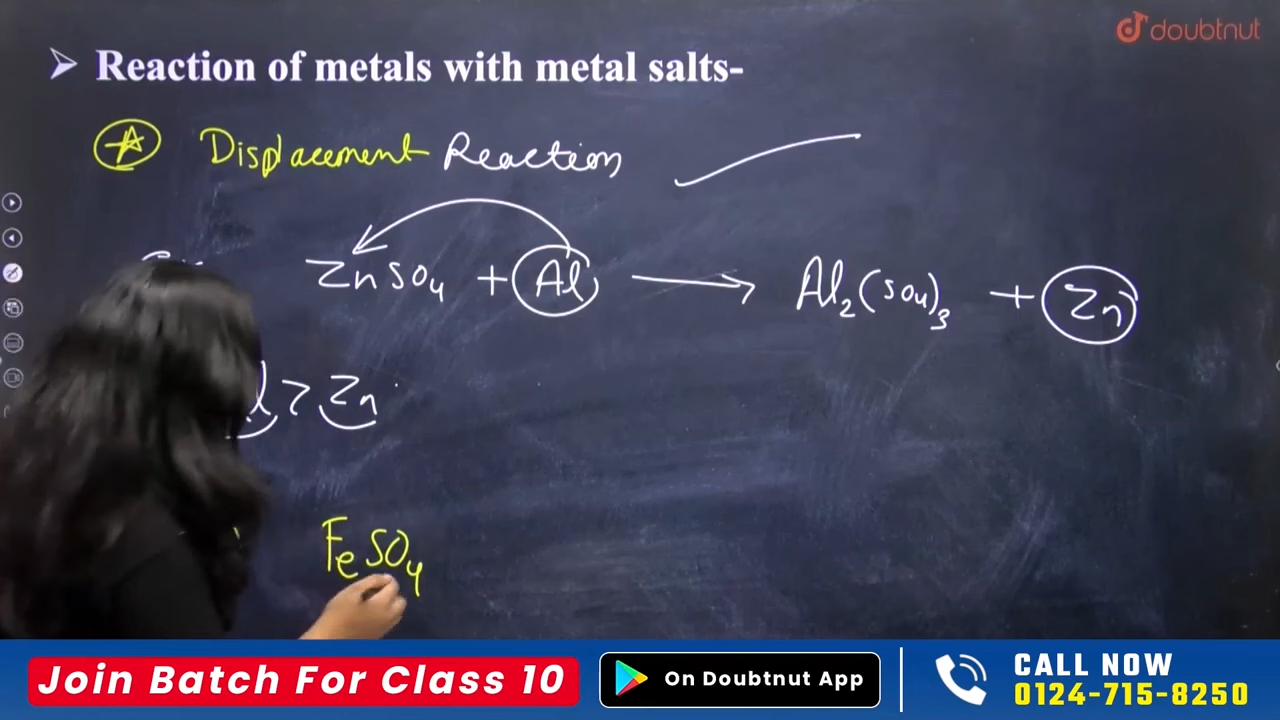 doubtnut
➤ Reaction of metals with metal salts-
Displacement Reaction
ZnSO4 + Al → Al2(SO4)3 + Zn
> Zn
FeSO4
Join Batch For Class 10
On Doubtnut App
CALL NOW
0124-715-8250